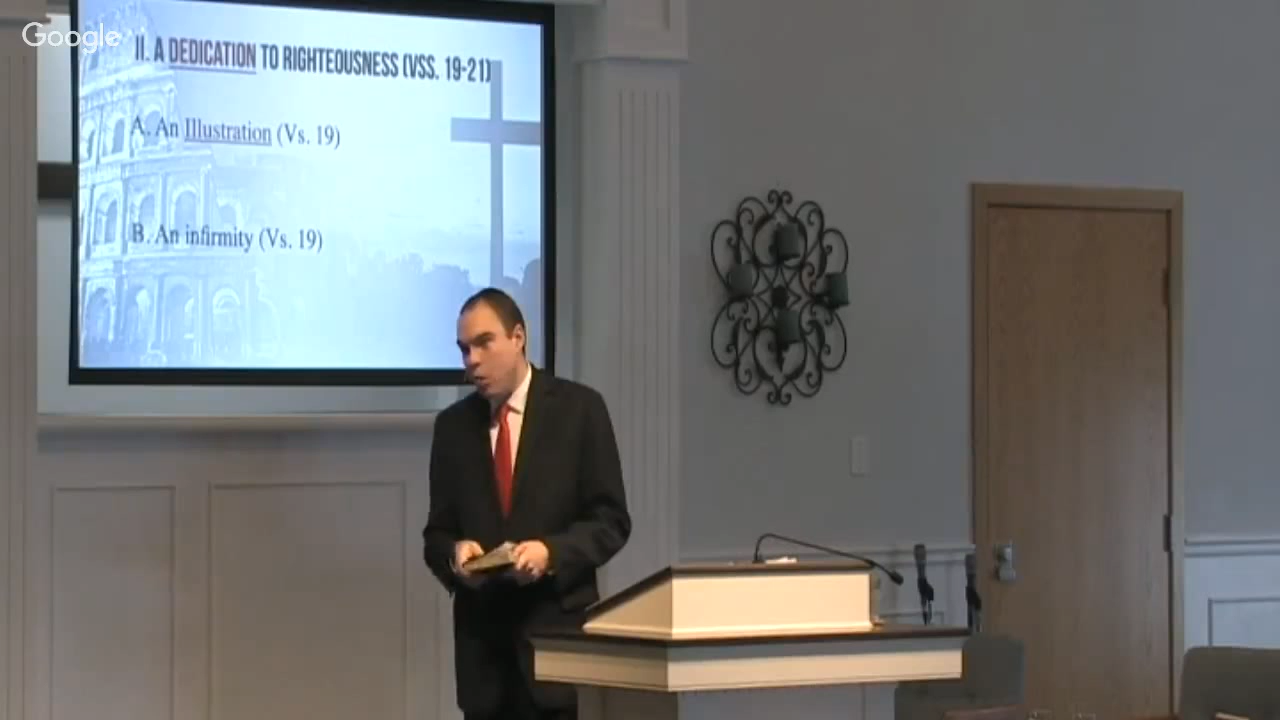 Google
II. A DEDICATION TO RIGHTEOUSNESS (VSS. 19-21)
A. An Illustration (Vs. 19)
B. An infirmity (Vs. 19)